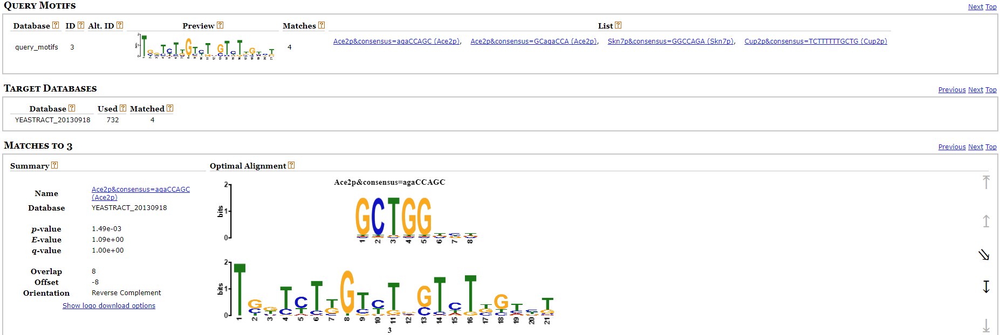 QUERY MOTIFS
Next Top
Database ? ID ? Alt. ID ? Preview ? Matches ? List ?
query_motifs 3 4 Ace2p&consensus=agaCCAGC (Ace2p), Ace2p&consensus=GCagaCCA (Ace2p), Skn7p&consensus=GGCCAGA (Skn7p), Cup2p&consensus=TCTTTTTTGCTG (Cup2p)
TARGET DATABASES
Previous Next Top
Database ? Used ? Matched ?
YEASTRACT_20130918 732 4
MATCHES TO 3
Previous Next Top
Summary ?
Name Ace2p&consensus=agaCCAGC
(Ace2p)
Database YEASTRACT_20130918
p-value 1.49e-03
E-value 1.09e+00
q-value 1.00e+00
Overlap 8
Offset -8
Orientation Reverse Complement
Show logo download options
Optimal Alignment ?
Ace2p&consensus=agaCCAGC
2
bits
1
0
GCTGG
1 2 3 4 5 6 7 8
2
bits
1
0
1 2 3 4 5 6 7 8 9 10 11 12 13 14 15 16 17 18 19 20 21
3